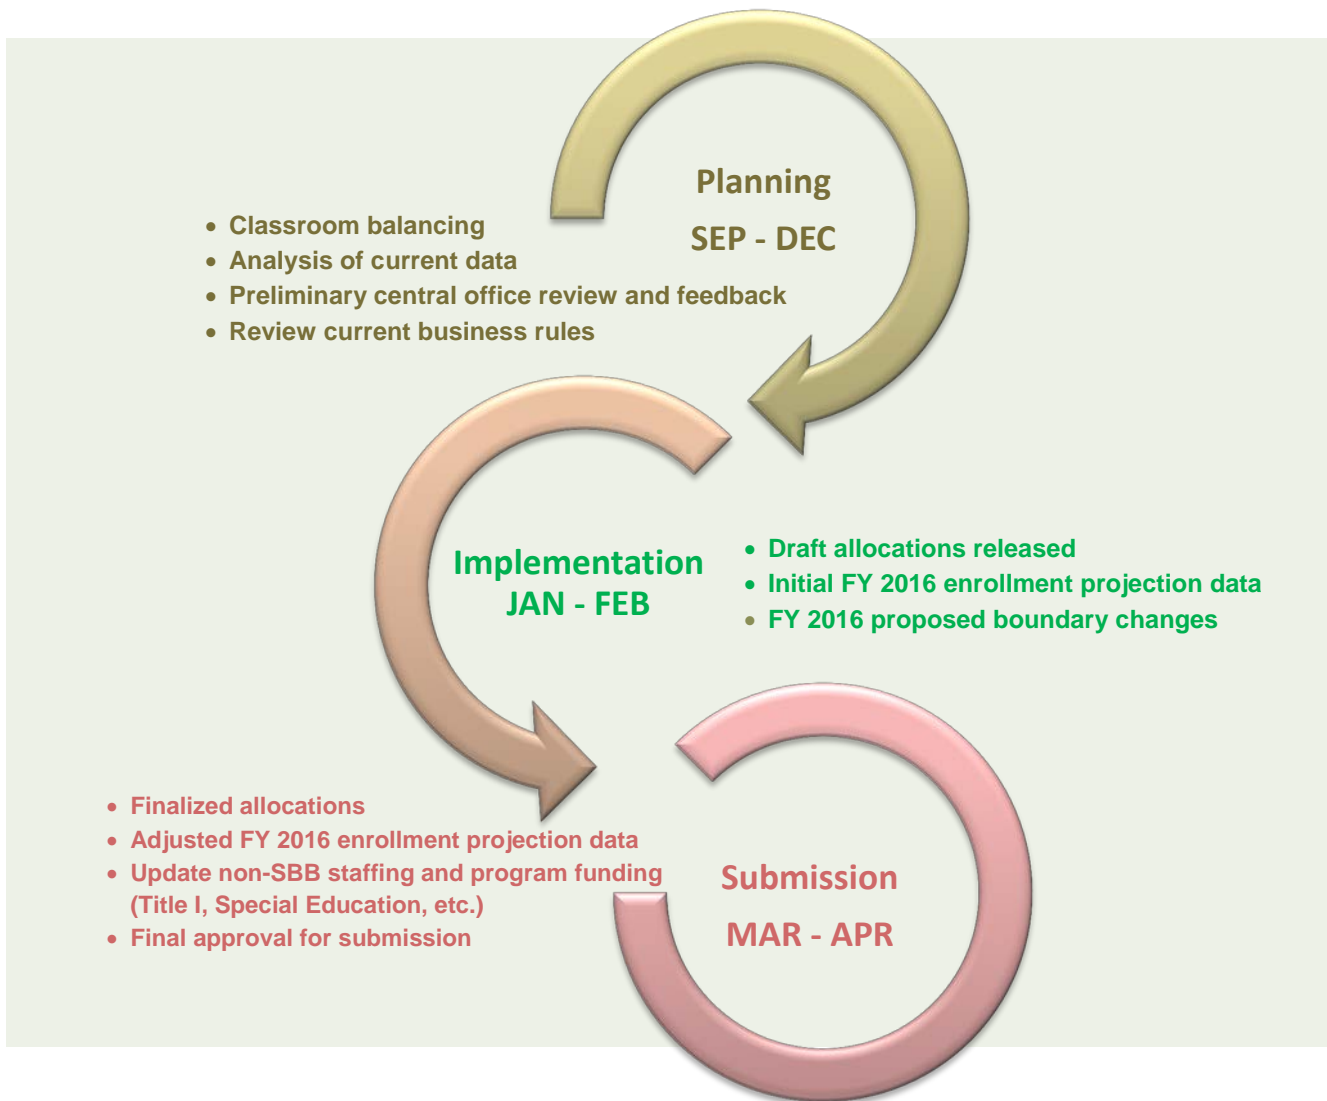 Planning
SEP - DEC
• Classroom balancing
• Analysis of current data
• Preliminary central office review and feedback
• Review current business rules
Implementation
JAN - FEB
• Draft allocations released
• Initial FY 2016 enrollment projection data
• FY 2016 proposed boundary changes
• Finalized allocations
• Adjusted FY 2016 enrollment projection data
• Update non-SBB staffing and program funding
(Title I, Special Education, etc.)
• Final approval for submission
Submission
MAR - APR